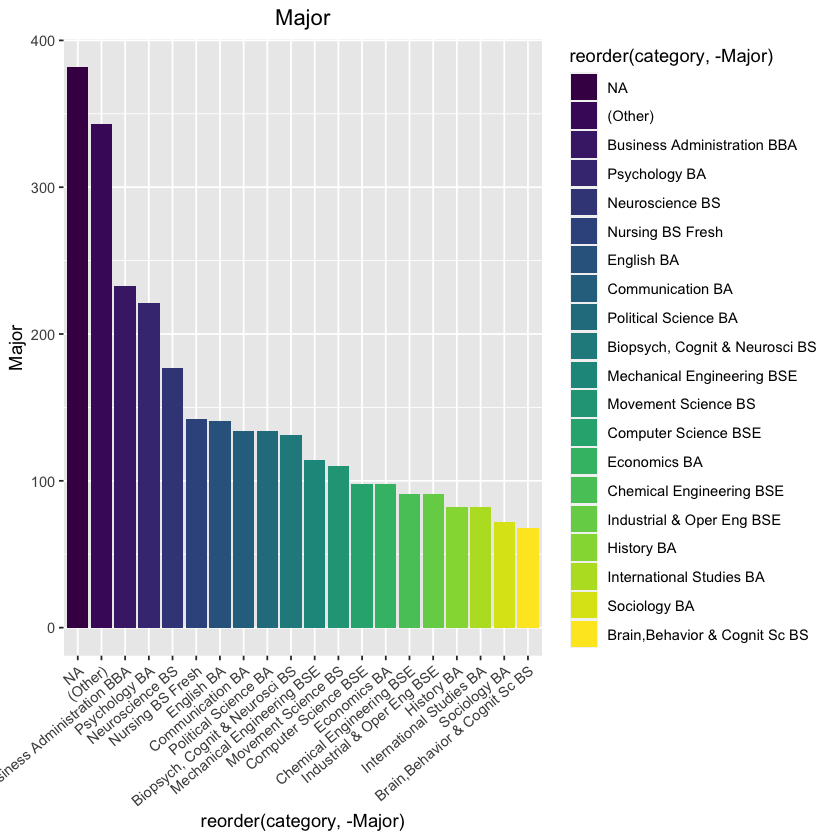 Major
400
300
200
100
0
Major
NA
(Other)
siness Administration BBA
Psychology BA
Neuroscience BS
Nursing BS Fresh
English BA
Communication BA
Political Science BA
Biopsych, Cognit & Neurosci BS
Mechanical Engineering BSE
Movement Science BS
Computer Science BSE
Economics BA
Chemical Engineering BSE
Industrial & Oper Eng BSE
History BA
International Studies BA
Sociology BA
Brain,Behavior & Cognit Sc BS
reorder(category, -Major)
reorder(category, -Major)
NA
(Other)
Business Administration BBA
Psychology BA
Neuroscience BS
Nursing BS Fresh
English BA
Communication BA
Political Science BA
Biopsych, Cognit & Neurosci BS
Mechanical Engineering BSE
Movement Science BS
Computer Science BSE
Economics BA
Chemical Engineering BSE
Industrial & Oper Eng BSE
History BA
International Studies BA
Sociology BA
Brain,Behavior & Cognit Sc BS